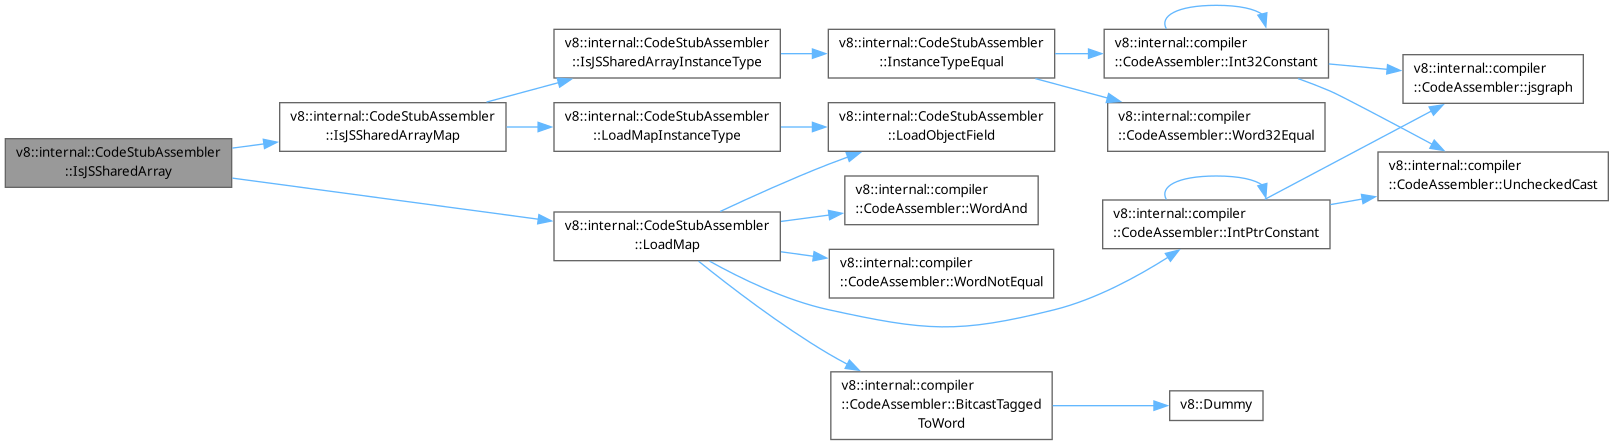 v8::internal::CodeStubAssembler
::IsJSSharedArray
v8::internal::CodeStubAssembler
::IsJSSharedArrayMap
v8::internal::CodeStubAssembler
::IsJSSharedArrayInstanceType
v8::internal::CodeStubAssembler
::LoadMapInstanceType
v8::internal::CodeStubAssembler
::LoadMap
v8::internal::CodeStubAssembler
::InstanceTypeEqual
v8::internal::CodeStubAssembler
::LoadObjectField
v8::internal::compiler
::CodeAssembler::WordAnd
v8::internal::compiler
::CodeAssembler::WordNotEqual
v8::internal::compiler
::CodeAssembler::BitcastTagged
ToWord
v8::internal::compiler
::CodeAssembler::Int32Constant
v8::internal::compiler
::CodeAssembler::Word32Equal
v8::internal::compiler
::CodeAssembler::IntPtrConstant
v8::Dummy
v8::internal::compiler
::CodeAssembler::jsgraph
v8::internal::compiler
::CodeAssembler::UncheckedCast